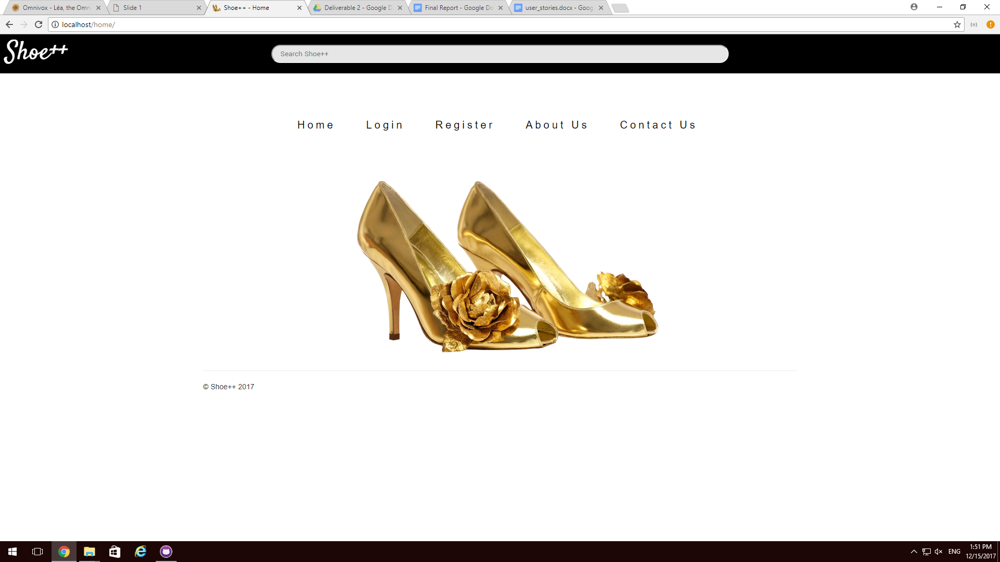 Omnivox - Léa, the Omn
Slide 1
Shoe++ - Home
Deliverable 2 - Google D
Final Report - Google Do
user_stories.docx - Goog
localhost/home/
Shoe++
Search Shoe++
Home Login Register About Us Contact Us
© Shoe++ 2017
ENG
1:51 PM
12/15/2017